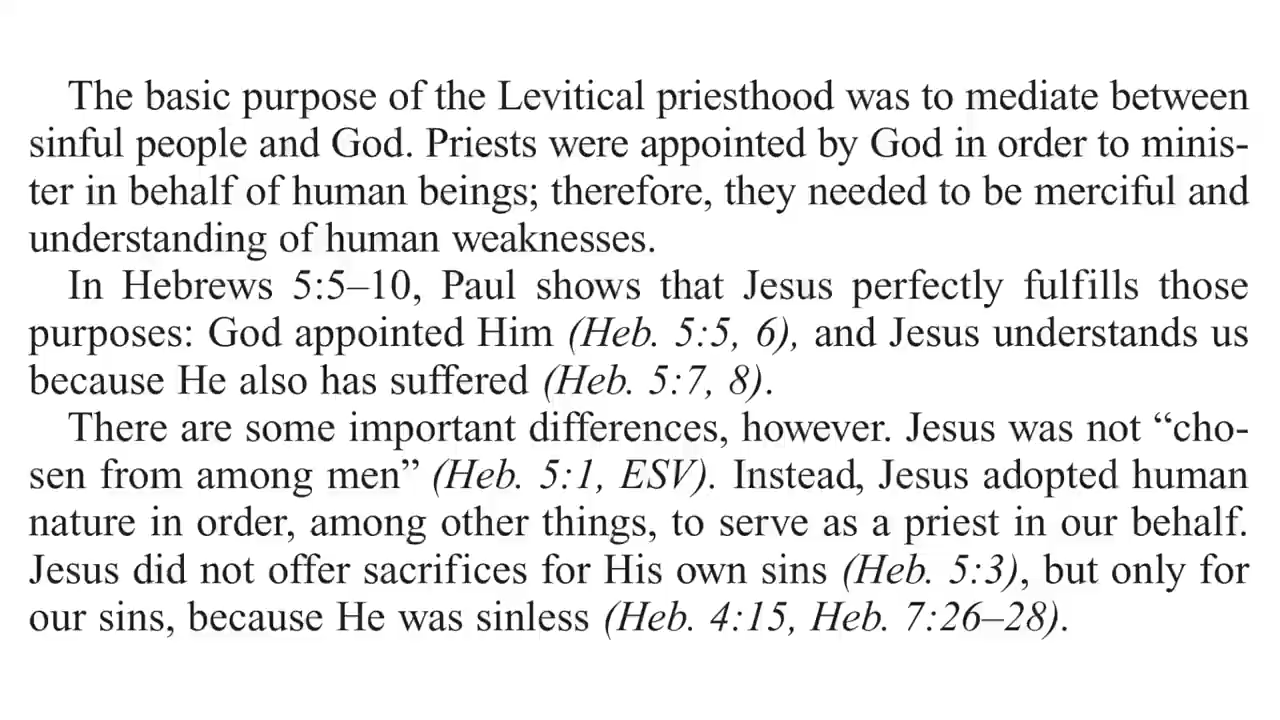 The basic purpose of the Levitical priesthood was to mediate between
sinful people and God. Priests were appointed by God in order to minis-
ter in behalf of human beings; therefore, they needed to be merciful and
understanding of human weaknesses.
In Hebrews 5:5–10, Paul shows that Jesus perfectly fulfills those
purposes: God appointed Him (Heb. 5:5, 6), and Jesus understands us
because He also has suffered (Heb. 5:7, 8).
There are some important differences, however. Jesus was not “cho-
sen from among men” (Heb. 5:1, ESV). Instead, Jesus adopted human
nature in order, among other things, to serve as a priest in our behalf.
Jesus did not offer sacrifices for His own sins (Heb. 5:3), but only for
our sins, because He was sinless (Heb. 4:15, Heb. 7:26–28).